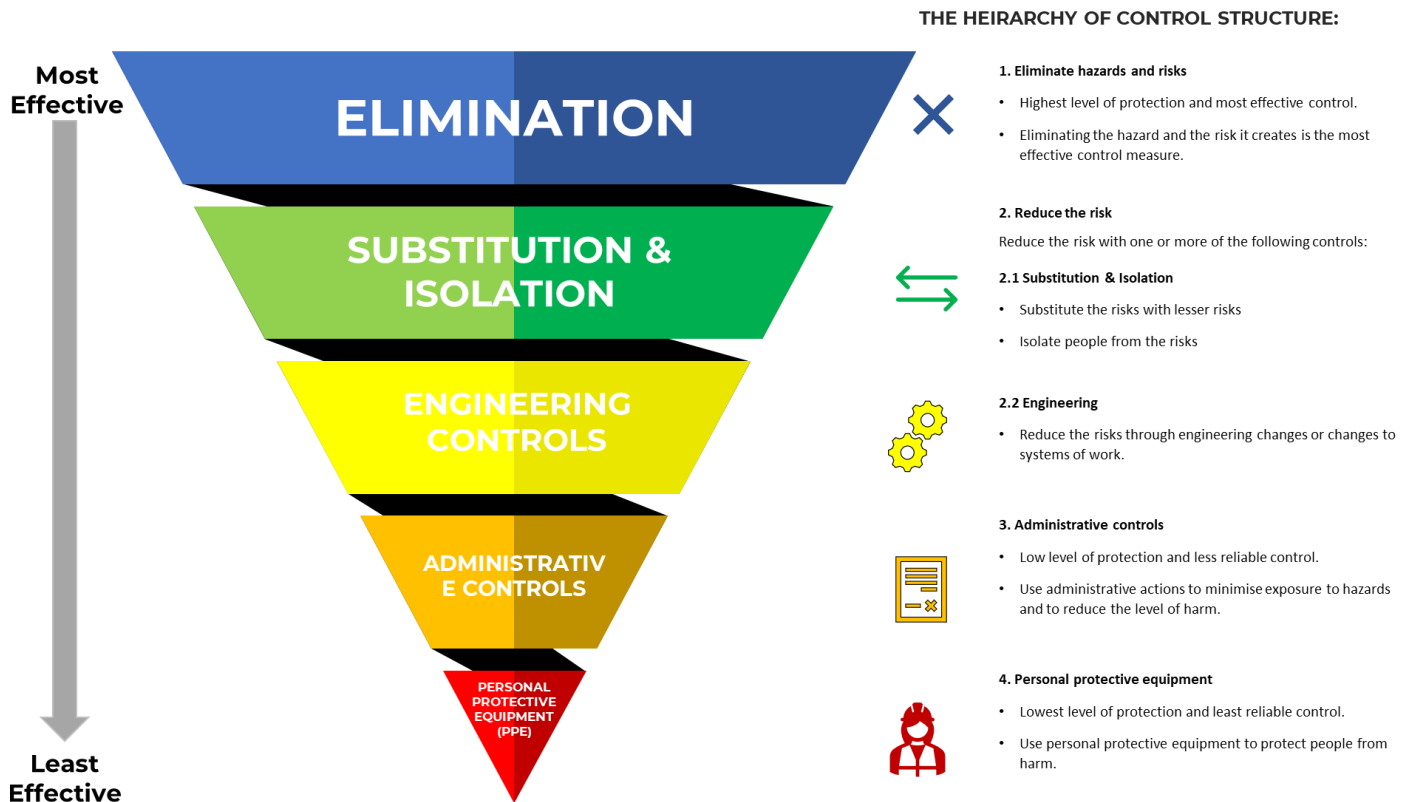 THE HEIRARCHY OF CONTROL STRUCTURE:
Most
Effective
ELIMINATION
SUBSTITUTION &
ISOLATION
ENGINEERING
CONTROLS
ADMINISTRATIV
E CONTROLS
PERSONAL
PROTECTIVE
EQUIPMENT
(PPE)
Least
Effective
1. Eliminate hazards and risks
• Highest level of protection and most effective control.
• Eliminating the hazard and the risk it creates is the most
effective control measure.
2. Reduce the risk
Reduce the risk with one or more of the following controls:
2.1 Substitution & Isolation
• Substitute the risks with lesser risks
• Isolate people from the risks
2.2 Engineering
• Reduce the risks through engineering changes or changes to
systems of work.
3. Administrative controls
• Low level of protection and less reliable control.
• Use administrative actions to minimise exposure to hazards
and to reduce the level of harm.
4. Personal protective equipment
• Lowest level of protection and least reliable control.
• Use personal protective equipment to protect people from
harm.